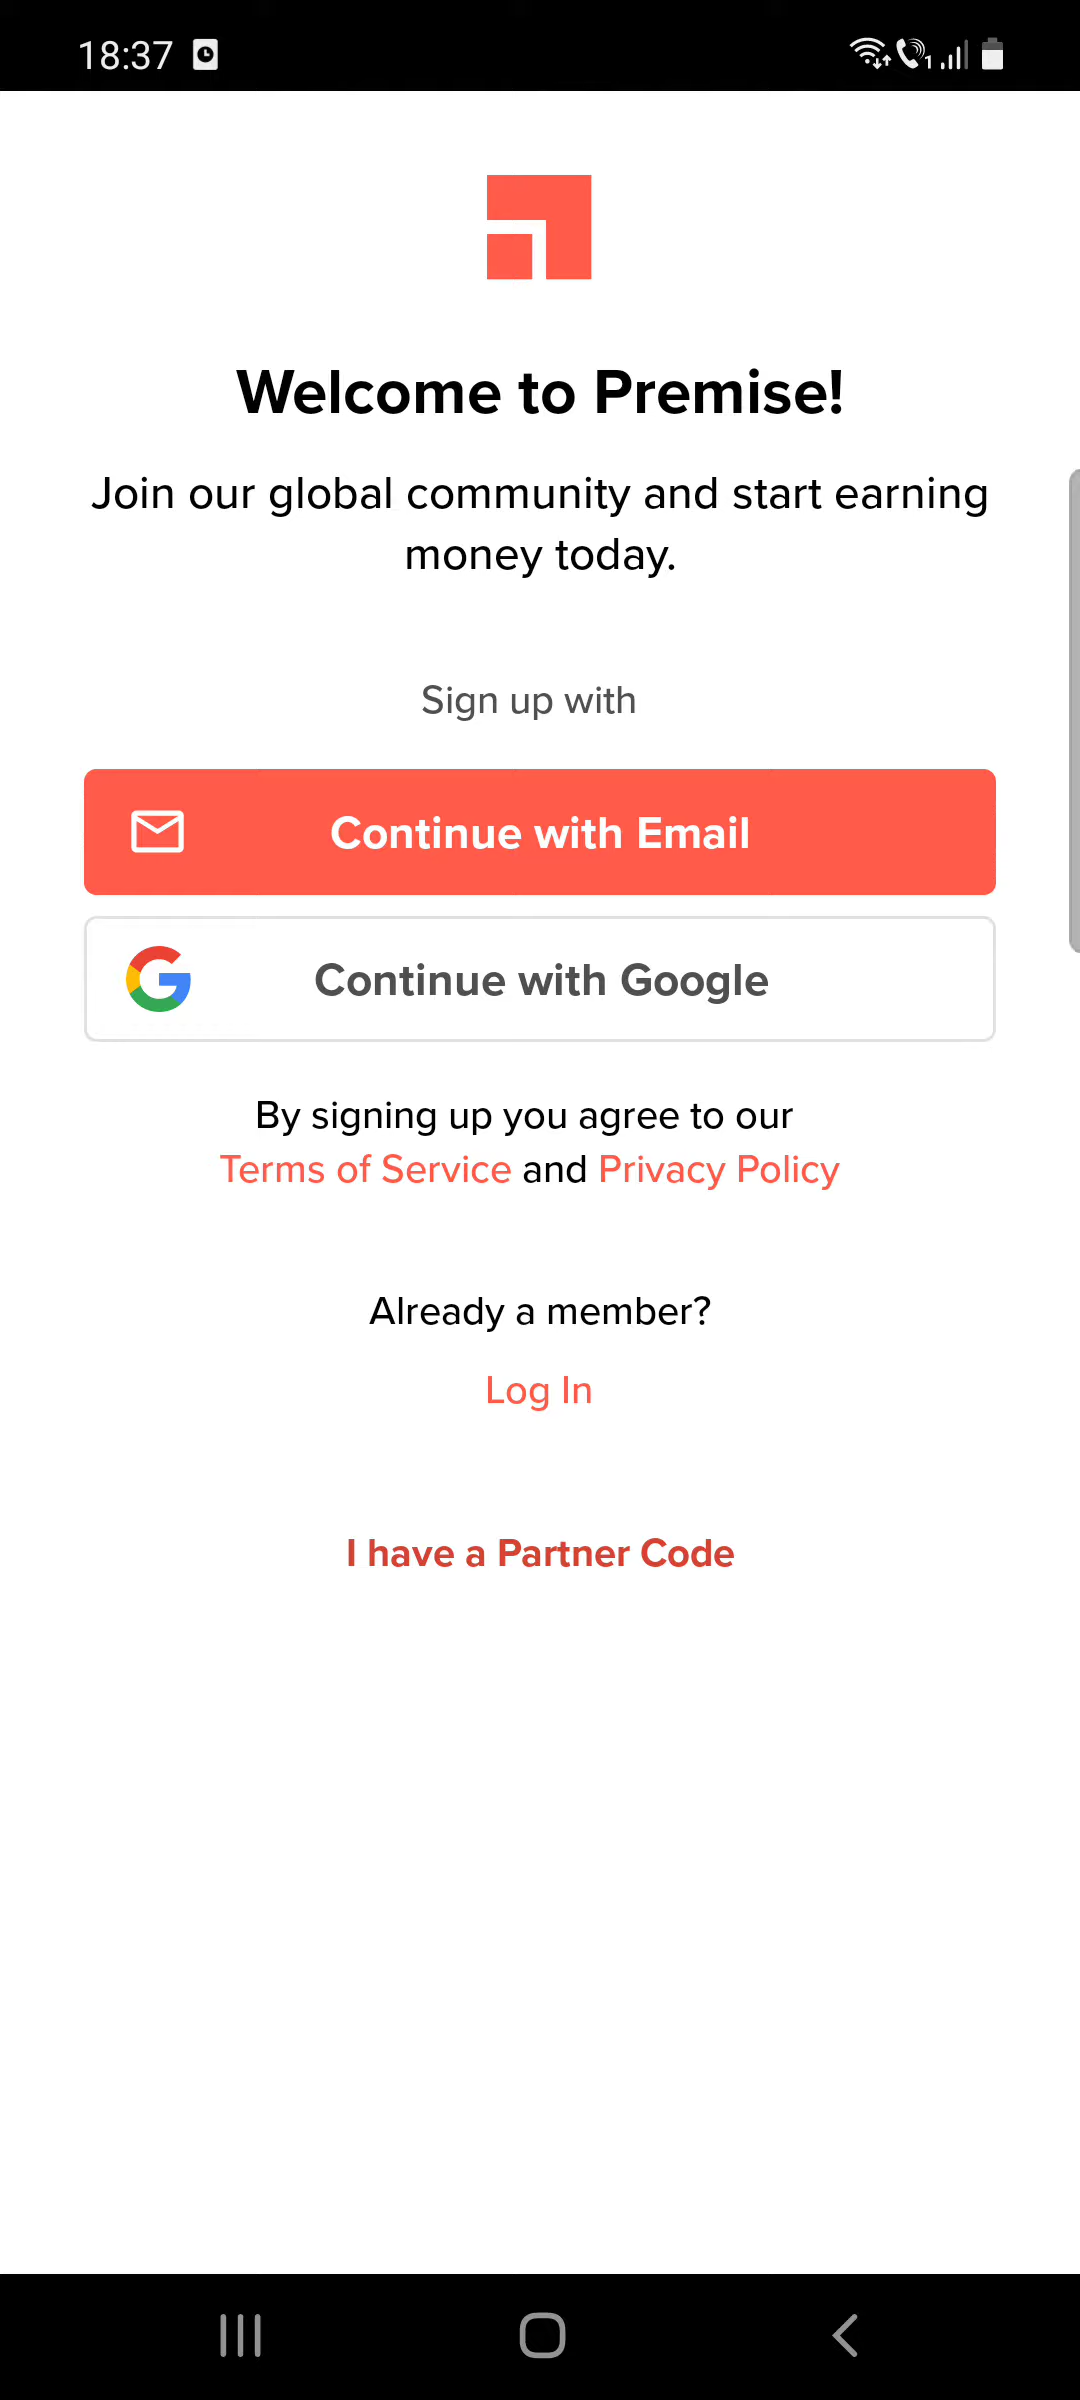 18:37
1
Welcome to Premise!
Join our global community and start earning
money today.
Sign up with
Continue with Email
Continue with Google
By signing up you agree to our
Terms of Service and Privacy Policy
Already a member?
Log In
I have a Partner Code